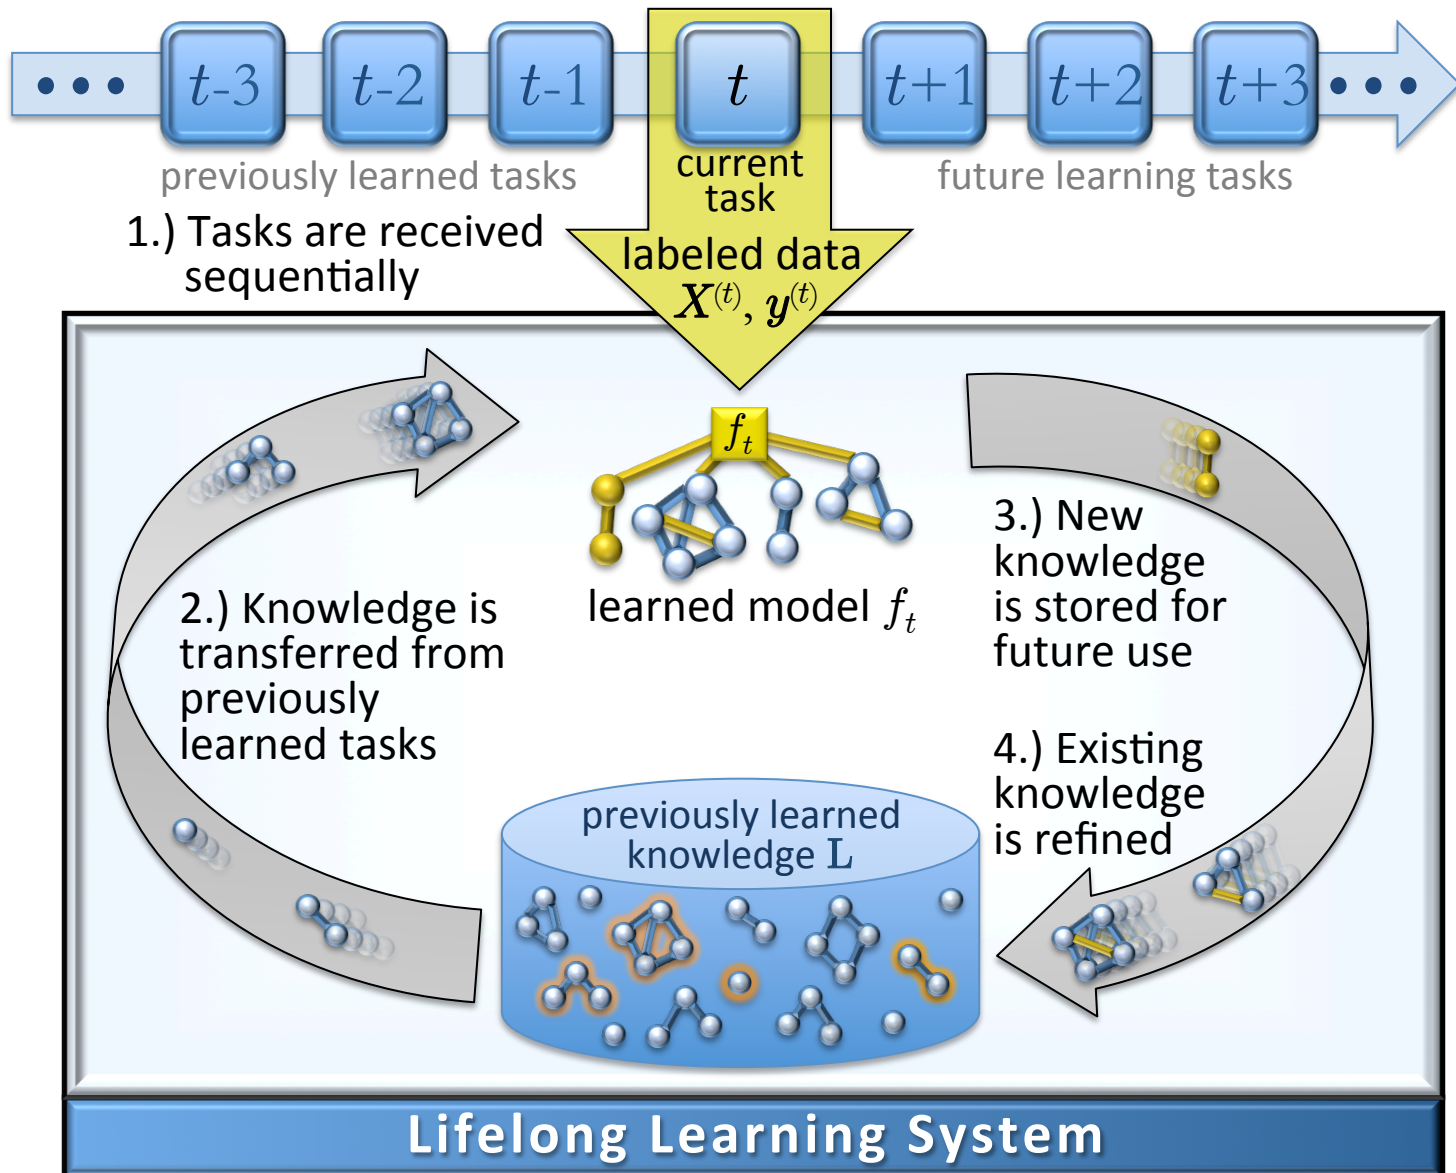 ••• t-3 t-2 t-1 t t+1 t+2 t+3 •••
previously learned tasks
current
task
future learning tasks
1.) Tasks are received
sequentially
labeled data
X^(t), y^(t)
f_t
learned model f_t
2.) Knowledge is
transferred from
previously
learned tasks
3.) New
knowledge
is stored for
future use
4.) Existing
knowledge
is refined
previously learned
knowledge L
Lifelong Learning System